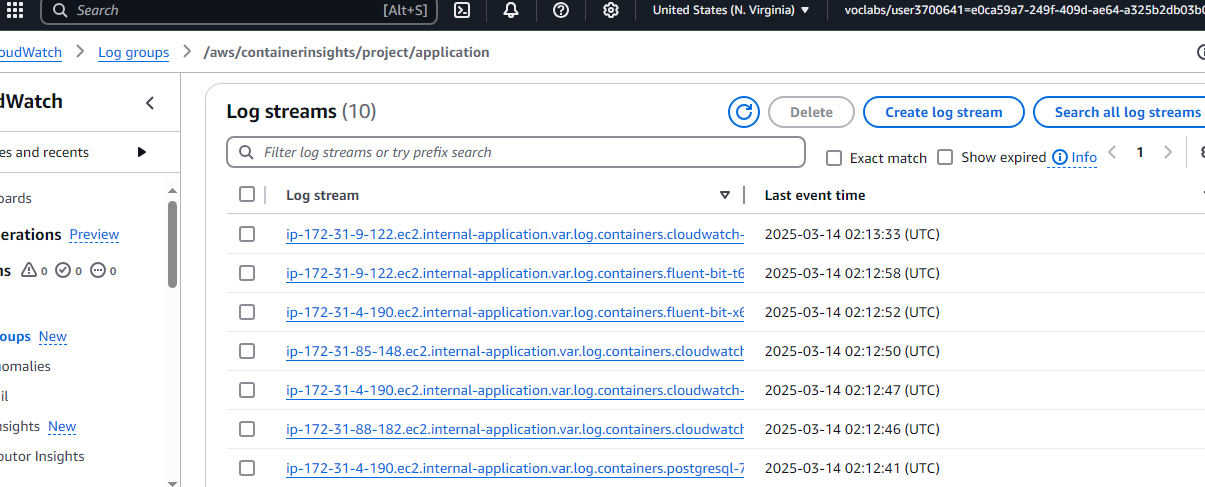 Search [Alt+S] United States (N. Virginia) voclabs/user3700641=e0ca59a7-249f-409d-ae64-a325b2db03b
oudWatch Log groups /aws/containerinsights/project/application
dWatch
es and recents
oards
erations Preview
ns 0 0 0
oups New
omalies
il
nsights New
butor Insights
Log streams (10) Delete Create log stream Search all log streams
Filter log streams or try prefix search Exact match Show expired Info 1
Log stream Last event time
ip-172-31-9-122.ec2.internal-application.var.log.containers.cloudwatch- 2025-03-14 02:13:33 (UTC)
ip-172-31-9-122.ec2.internal-application.var.log.containers.fluent-bit-t6 2025-03-14 02:12:58 (UTC)
ip-172-31-4-190.ec2.internal-application.var.log.containers.fluent-bit-x6 2025-03-14 02:12:52 (UTC)
ip-172-31-85-148.ec2.internal-application.var.log.containers.cloudwatch 2025-03-14 02:12:50 (UTC)
ip-172-31-4-190.ec2.internal-application.var.log.containers.cloudwatch- 2025-03-14 02:12:47 (UTC)
ip-172-31-88-182.ec2.internal-application.var.log.containers.cloudwatch 2025-03-14 02:12:46 (UTC)
ip-172-31-4-190.ec2.internal-application.var.log.containers.postgresql-7 2025-03-14 02:12:41 (UTC)